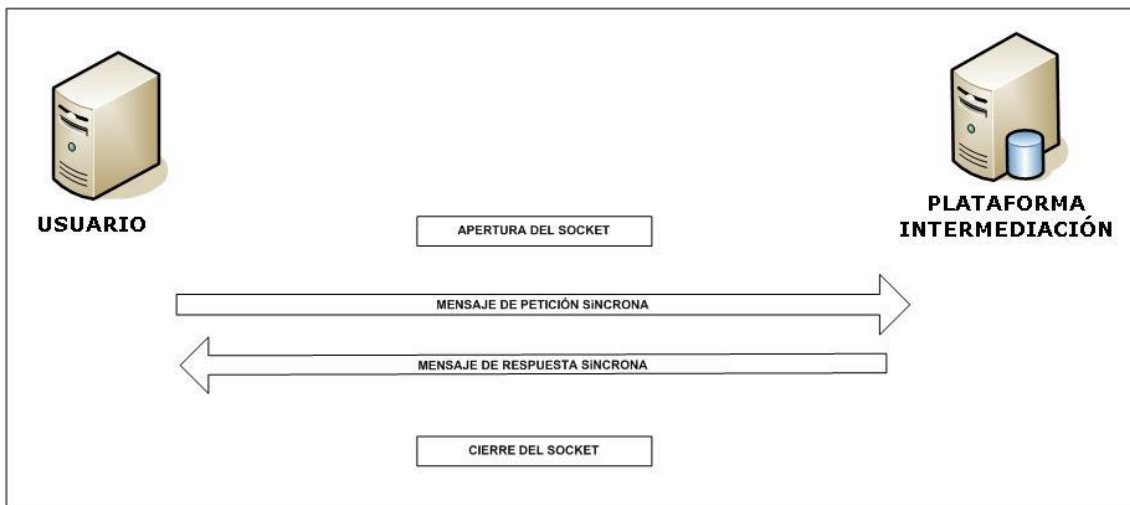 USUARIO
PLATAFORMA
INTERMEDIACIÓN
APERTURA DEL SOCKET
MENSAJE DE PETICIÓN SíNCRONA
MENSAJE DE RESPUESTA SíNCRONA
CIERRE DEL SOCKET